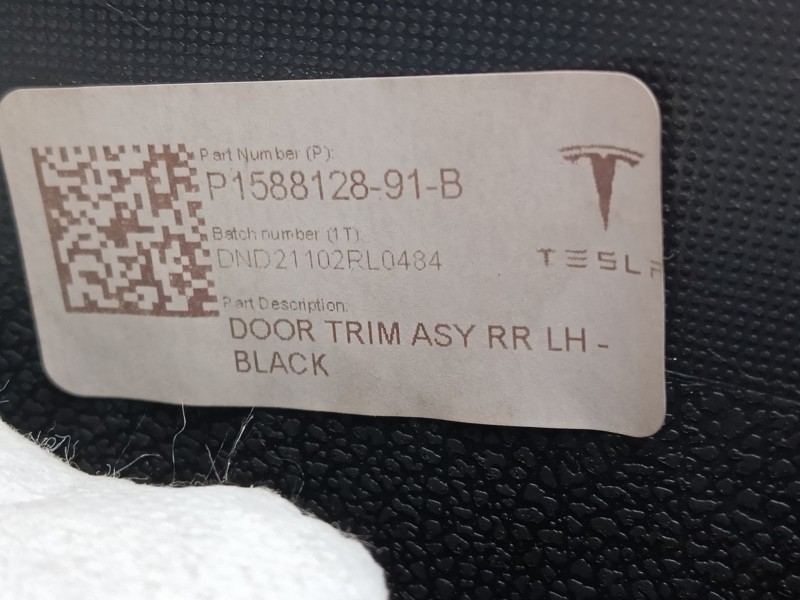 Part Number (P):
P1588128-91-B
Batch number (1T)
DND21102RL0484
TESLA
Part Description:
DOOR TRIM ASY RR LH -
BLACK